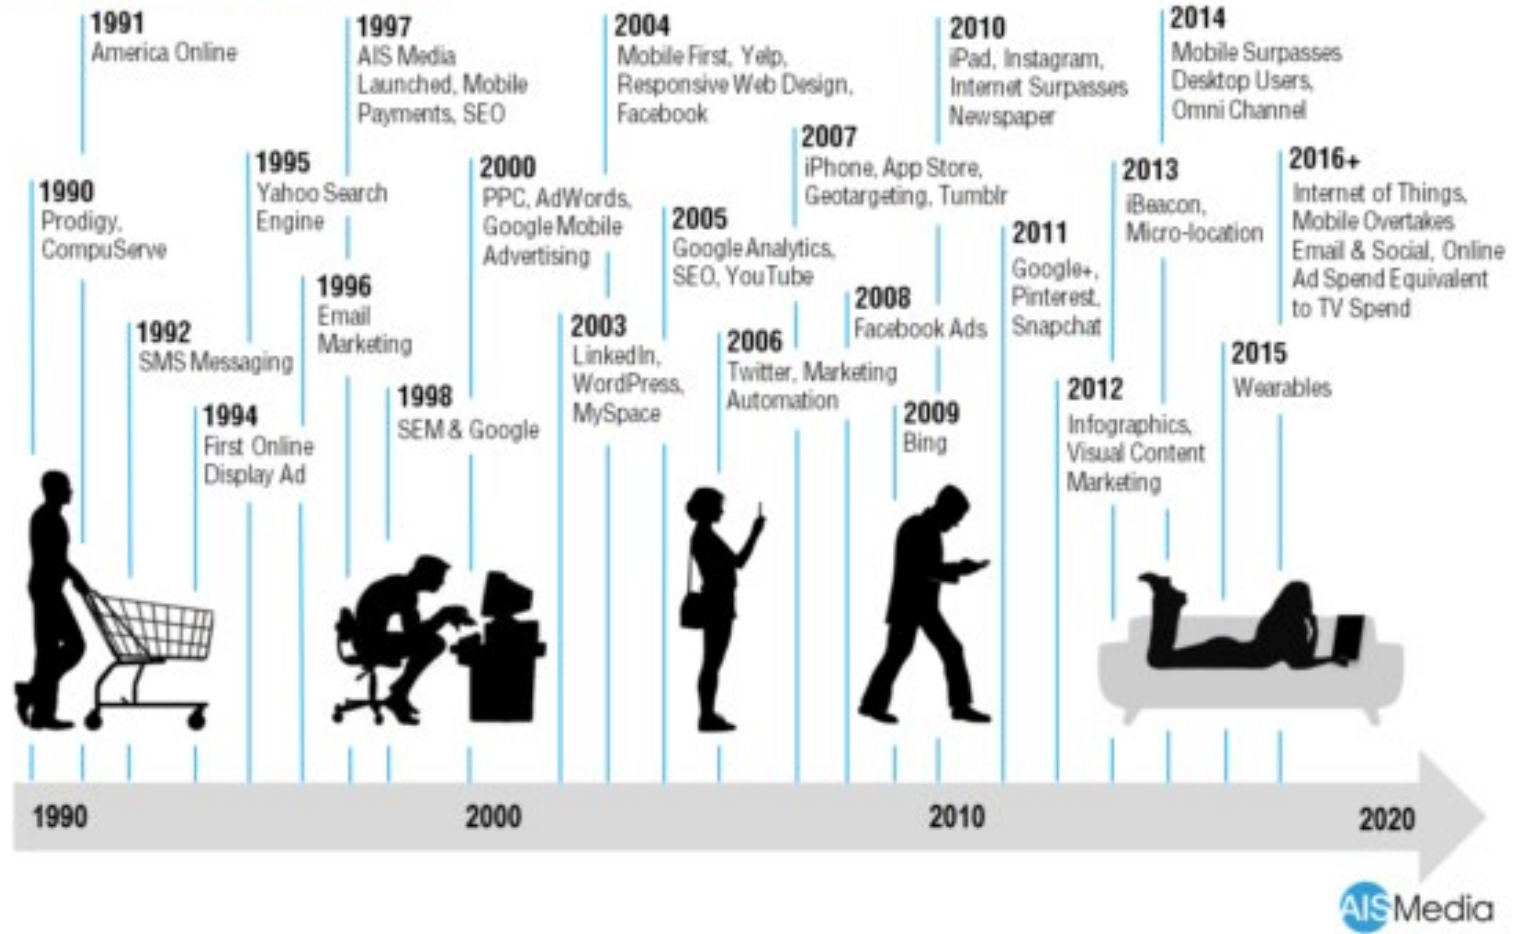 1991
America Online
1997
AIS Media
Launched, Mobile
Payments, SEO
2004
Mobile First, Yelp,
Responsive Web Design,
Facebook
2010
iPad, Instagram,
Internet Surpasses
Newspaper
2014
Mobile Surpasses
Desktop Users,
Omni Channel
1990
Prodigy,
CompuServe
1995
Yahoo Search
Engine
2000
PPC, AdWords,
Google Mobile
Advertising
2007
iPhone, App Store,
Geotargeting, Tumblr
2013
iBeacon,
Micro-location
2016+
Internet of Things,
Mobile Overtakes
Email & Social, Online
Ad Spend Equivalent
to TV Spend
2005
Google Analytics,
SEO, YouTube
2011
Google+,
Pinterest,
Snapchat
1996
Email
Marketing
2008
Facebook Ads
1992
SMS Messaging
2003
LinkedIn,
WordPress,
MySpace
2006
Twitter, Marketing
Automation
2015
Wearables
1998
SEM & Google
2012
Infographics,
Visual Content
Marketing
1994
First Online
Display Ad
2009
Bing
1990
2000
2010
2020
AISMedia